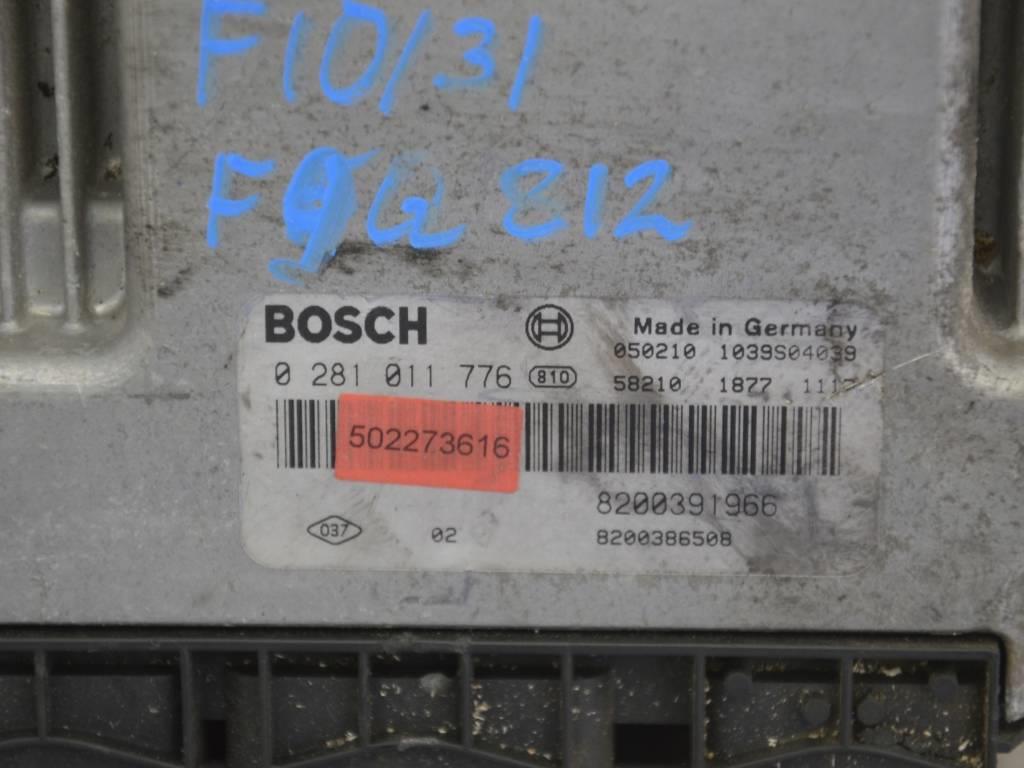 F10/31
812
BOSCH
Made in Germany
050210 1039S04039
0 281 011 776 810
58210 1877
502273616
8200391966
037 02
8200386508